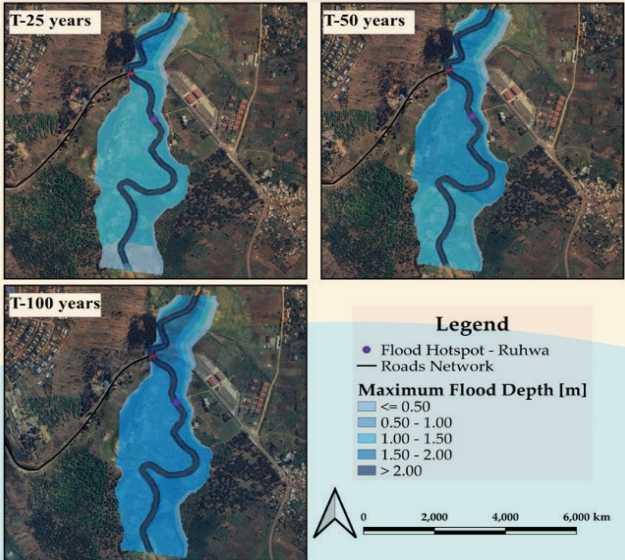 T-25 years
T-50 years
T-100 years
Legend
Flood Hotspot - Ruhwa
Roads Network
Maximum Flood Depth [m]
<= 0.50
0.50 - 1.00
1.00 - 1.50
1.50 - 2.00
> 2.00
0 2,000 4,000 6,000 km